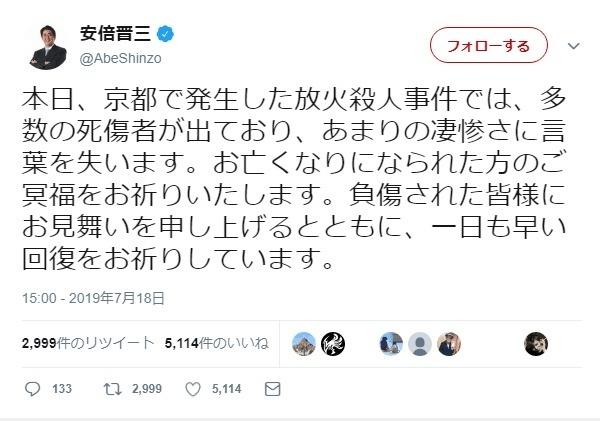 安倍晋三
@AbeShinzo
フォローする
本日、京都で発生した放火殺人事件では、多
数の死傷者が出ており、あまりの凄惨さに言
葉を失います。お亡くなりになられた方のご
冥福をお祈りいたします。負傷された皆様に
お見舞いを申し上げるとともに、一日も早い
回復をお祈りしています。
15:00 - 2019年7月18日
2,999件のリツイート 5,114件のいいね
133 2,999 5,114